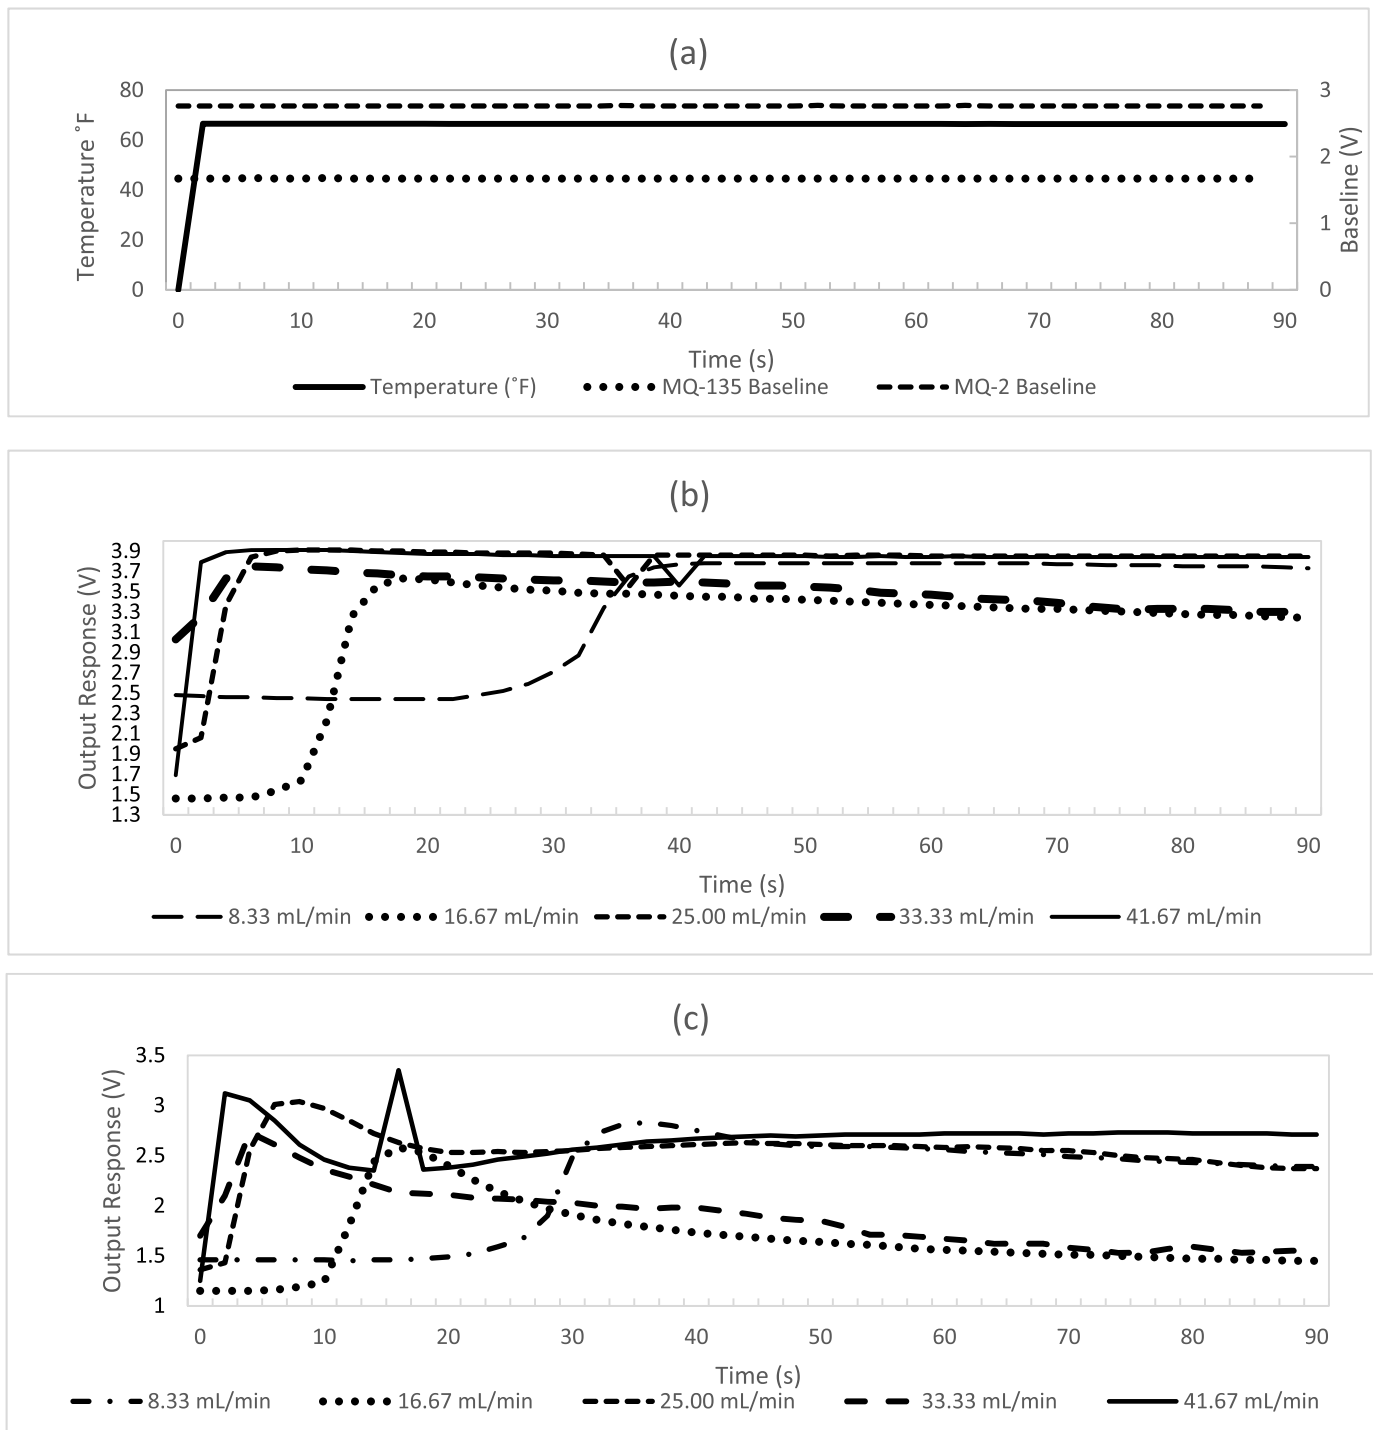 (a)
Temperature ˚F
80
60
40
20
0
3
2
1
0
Baseline (V)
0 10 20 30 40 50 60 70 80 90
Time (s)
Temperature (˚F) MQ-135 Baseline MQ-2 Baseline
(b)
Output Response (V)
3.9
3.7
3.5
3.3
3.1
2.9
2.7
2.5
2.3
2.1
1.9
1.7
1.5
1.3
0 10 20 30 40 50 60 70 80 90
Time (s)
8.33 mL/min 16.67 mL/min 25.00 mL/min 33.33 mL/min 41.67 mL/min
(c)
Output Response (V)
3.5
3
2.5
2
1.5
1
0 10 20 30 40 50 60 70 80 90
Time (s)
8.33 mL/min 16.67 mL/min 25.00 mL/min 33.33 mL/min 41.67 mL/min